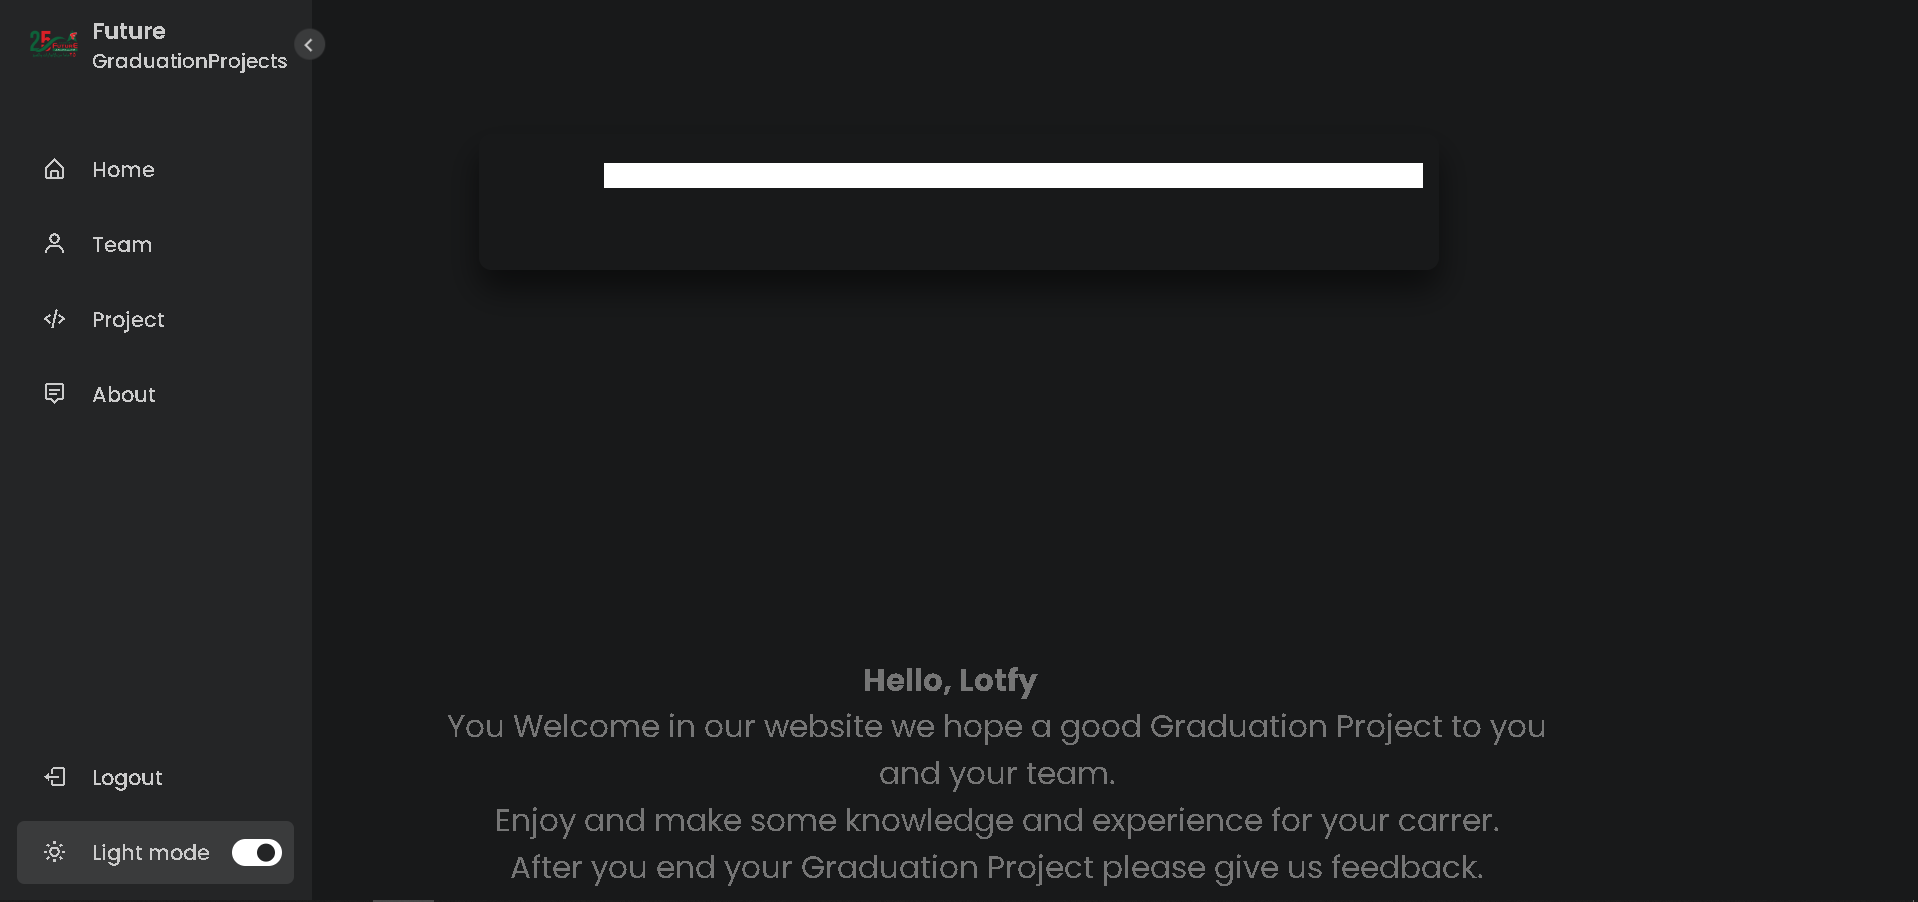 Future
GraduationProjects
Home
Team
Project
About
Logout
Light mode
Hello, Lotfy
You Welcome in our website we hope a good Graduation Project to you
and your team.
Enjoy and make some knowledge and experience for your carrer.
After you end your Graduation Project please give us feedback.